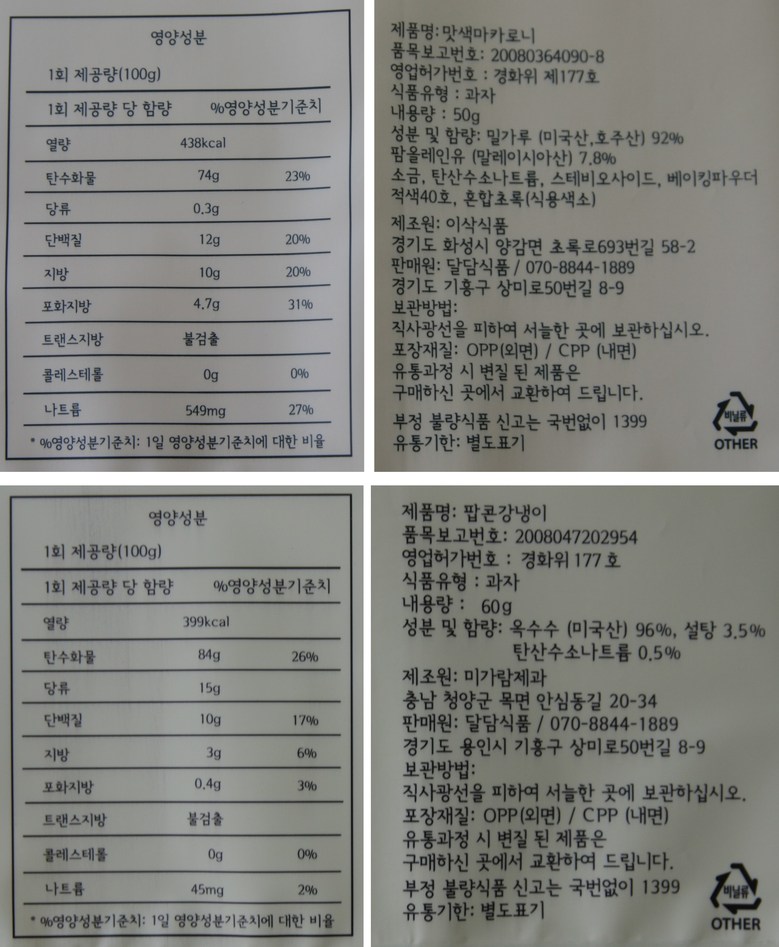 영양성분
1회 제공량(100g)
1회 제공량 당 함량 %영양성분기준치
열량 438kcal
탄수화물 74g 23%
당류 0.3g
단백질 12g 20%
지방 10g 20%
포화지방 4.7g 31%
트랜스지방 불검출
콜레스테롤 0g 0%
나트륨 549mg 27%
* %영양성분기준치: 1일 영양성분기준치에 대한 비율
제품명: 맛색마카로니
품목보고번호: 20080364090-8
영업허가번호 : 경화위 제177호
식품유형 : 과자
내용량 : 50g
성분 및 함량: 밀가루 (미국산,호주산) 92%
팜올레인유 (말레이시아산) 7.8%
소금, 탄산수소나트륨, 스테비오사이드, 베이킹파우더
적색40호, 혼합초록(식용색소)
제조원: 이삭식품
경기도 화성시 양감면 초록로693번길 58-2
판매원: 달담식품 / 070-8844-1889
경기도 기흥구 상미로50번길 8-9
보관방법:
직사광선을 피하여 서늘한 곳에 보관하십시오.
포장재질: OPP(외면) / CPP (내면)
유통과정 시 변질 된 제품은
구매하신 곳에서 교환하여 드립니다.
부정 불량식품 신고는 국번없이 1399
유통기한: 별도표기
비닐류
OTHER
영양성분
1회 제공량(100g)
1회 제공량 당 함량 %영양성분기준치
열량 399kcal
탄수화물 84g 26%
당류 15g
단백질 10g 17%
지방 3g 6%
포화지방 0.4g 3%
트랜스지방 불검출
콜레스테롤 0g 0%
나트륨 45mg 2%
* %영양성분기준치: 1일 영양성분기준치에 대한 비율
제품명: 팝콘강냉이
품목보고번호: 2008047202954
영업허가번호 : 경화위 177 호
식품유형 : 과자
내용량 : 60g
성분 및 함량: 옥수수 (미국산) 96%, 설탕 3.5%
탄산수소나트륨 0.5%
제조원: 미가람제과
충남 청양군 목면 안심동길 20-34
판매원: 달담식품 / 070-8844-1889
경기도 용인시 기흥구 상미로50번길 8-9
보관방법:
직사광선을 피하여 서늘한 곳에 보관하십시오.
포장재질: OPP(외면) / CPP (내면)
유통과정 시 변질 된 제품은
구매하신 곳에서 교환하여 드립니다.
부정 불량식품 신고는 국번없이 1399
유통기한: 별도표기
비닐류
OTHER